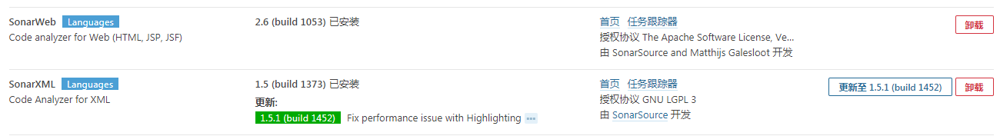 SonarWeb Languages 2.6 (build 1053) 已安装 首页 任务跟踪器 卸载
Code analyzer for Web (HTML, JSP, JSF) 授权协议 The Apache Software License, Ve...
由 SonarSource and Matthijs Galesloot 开发
SonarXML Languages 1.5 (build 1373) 已安装 首页 任务跟踪器 更新至 1.5.1 (build 1452) 卸载
Code Analyzer for XML 更新: 授权协议 GNU LGPL 3
1.5.1 (build 1452) Fix performance issue with Highlighting 由 SonarSource 开发